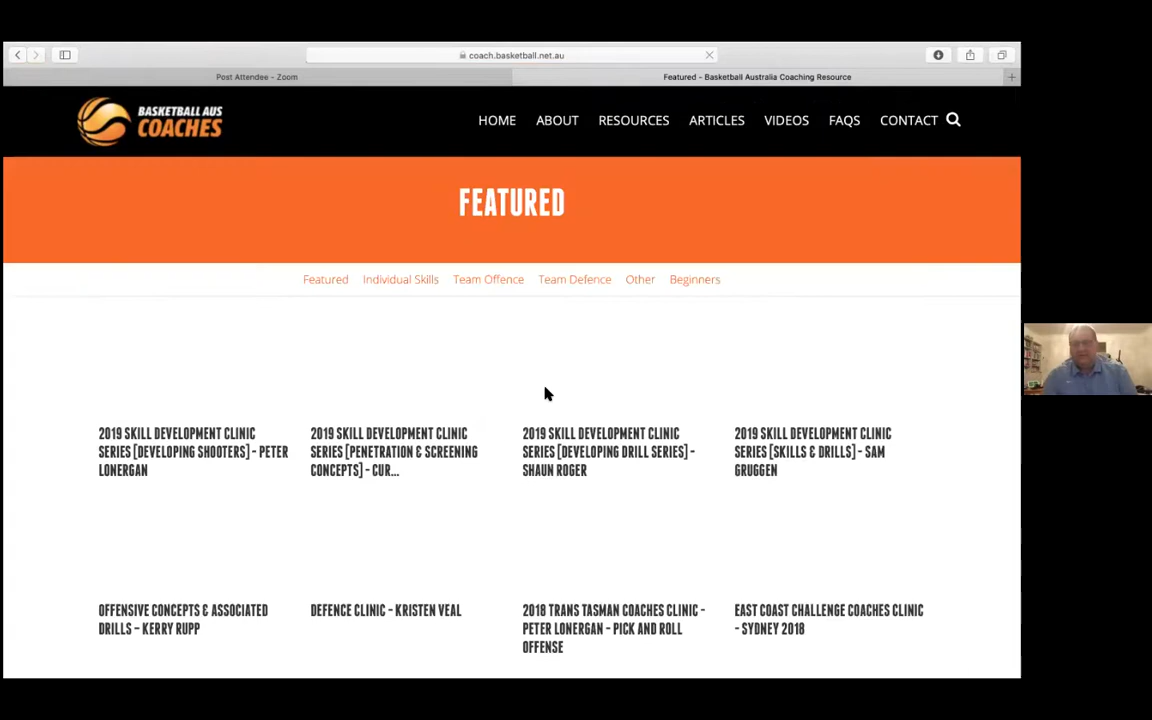 coach.basketball.net.au
Post Attendee - Zoom
Featured - Basketball Australia Coaching Resource
BASKETBALL AUS
COACHES
HOME
ABOUT
RESOURCES
ARTICLES
VIDEOS
FAQS
CONTACT
FEATURED
Featured
Individual Skills
Team Offence
Team Defence
Other
Beginners
2019 SKILL DEVELOPMENT CLINIC
SERIES [DEVELOPING SHOOTERS] - PETER
LONERGAN
2019 SKILL DEVELOPMENT CLINIC
SERIES [PENETRATION & SCREENING
CONCEPTS] - CUR...
2019 SKILL DEVELOPMENT CLINIC
SERIES [DEVELOPING DRILL SERIES] -
SHAUN ROGER
2019 SKILL DEVELOPMENT CLINIC
SERIES [SKILLS & DRILLS] - SAM
GRUGGEN
OFFENSIVE CONCEPTS & ASSOCIATED
DRILLS – KERRY RUPP
DEFENCE CLINIC - KRISTEN VEAL
2018 TRANS TASMAN COACHES CLINIC -
PETER LONERGAN - PICK AND ROLL
OFFENSE
EAST COAST CHALLENGE COACHES CLINIC
- SYDNEY 2018